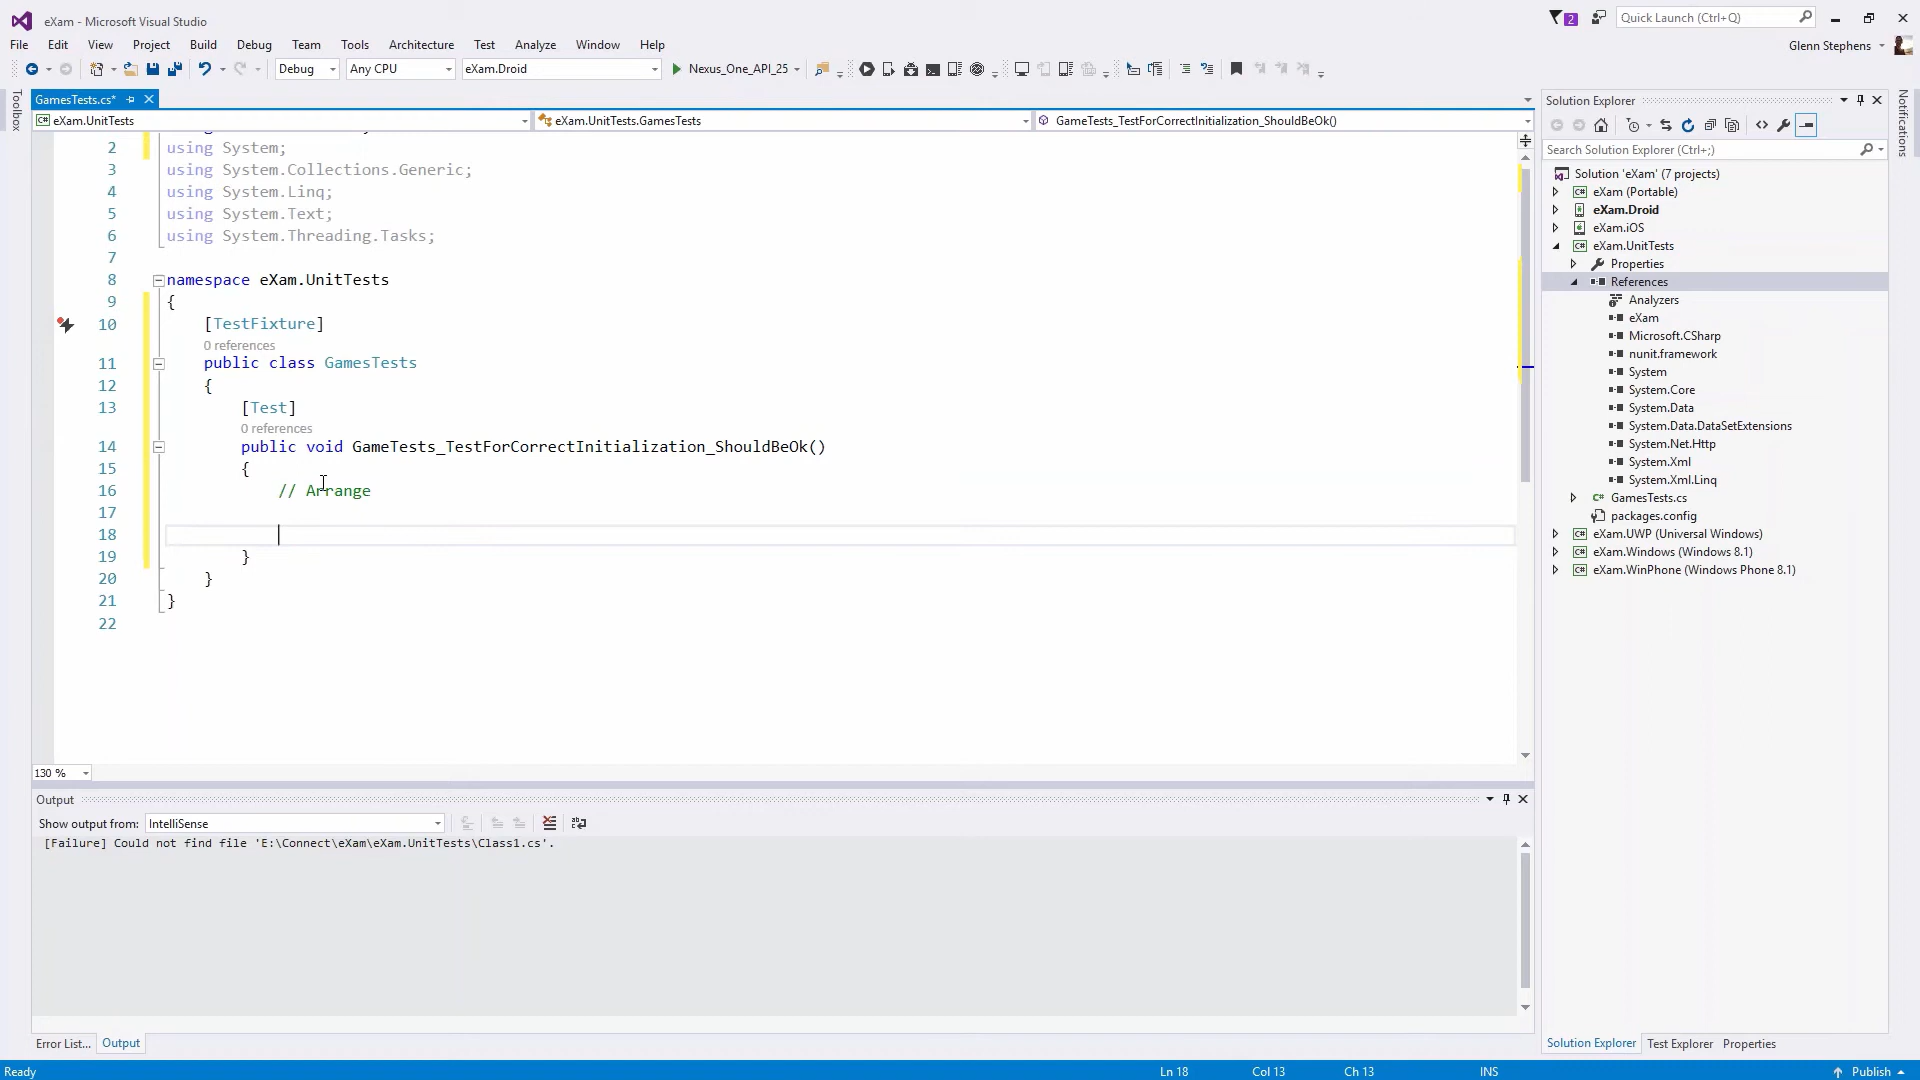 eXam - Microsoft Visual Studio
2
Quick Launch (Ctrl+Q)
File Edit View Project Build Debug Team Tools Architecture Test Analyze Window Help
Glenn Stephens
Debug Any CPU eXam.Droid Nexus_One_API_25
Toolbox
GamesTests.cs*
eXam.UnitTests
eXam.UnitTests.GamesTests
GameTests_TestForCorrectInitialization_ShouldBeOk()
2 using System;
3 using System.Collections.Generic;
4 using System.Linq;
5 using System.Text;
6 using System.Threading.Tasks;
7
8 namespace eXam.UnitTests
9 {
10 [TestFixture]
0 references
11 public class GamesTests
12 {
13 [Test]
0 references
14 public void GameTests_TestForCorrectInitialization_ShouldBeOk()
15 {
16 // Arrange
17
18
19 }
20 }
21 }
22
130 %
Output
Show output from: IntelliSense
[Failure] Could not find file 'E:\Connect\eXam\eXam.UnitTests\Class1.cs'.
Error List... Output
Solution Explorer
Search Solution Explorer (Ctrl+;)
Solution 'eXam' (7 projects)
eXam (Portable)
eXam.Droid
eXam.iOS
eXam.UnitTests
Properties
References
Analyzers
eXam
Microsoft.CSharp
nunit.framework
System
System.Core
System.Data
System.Data.DataSetExtensions
System.Net.Http
System.Xml
System.Xml.Linq
GamesTests.cs
packages.config
eXam.UWP (Universal Windows)
eXam.Windows (Windows 8.1)
eXam.WinPhone (Windows Phone 8.1)
Solution Explorer Test Explorer Properties
Notifications
Ready
Ln 18 Col 13 Ch 13 INS
Publish